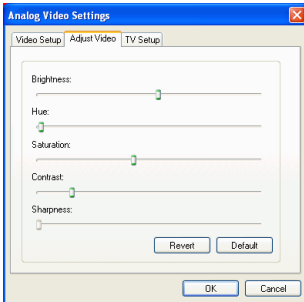 Analog Video Settings
Video Setup Adjust Video TV Setup
Brightness:
Hue:
Saturation:
Contrast:
Sharpness:
Revert Default
OK Cancel